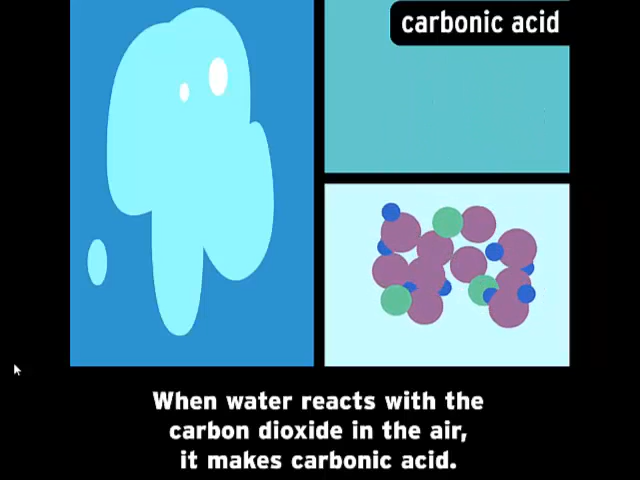 carbonic acid
When water reacts with the
carbon dioxide in the air,
it makes carbonic acid.